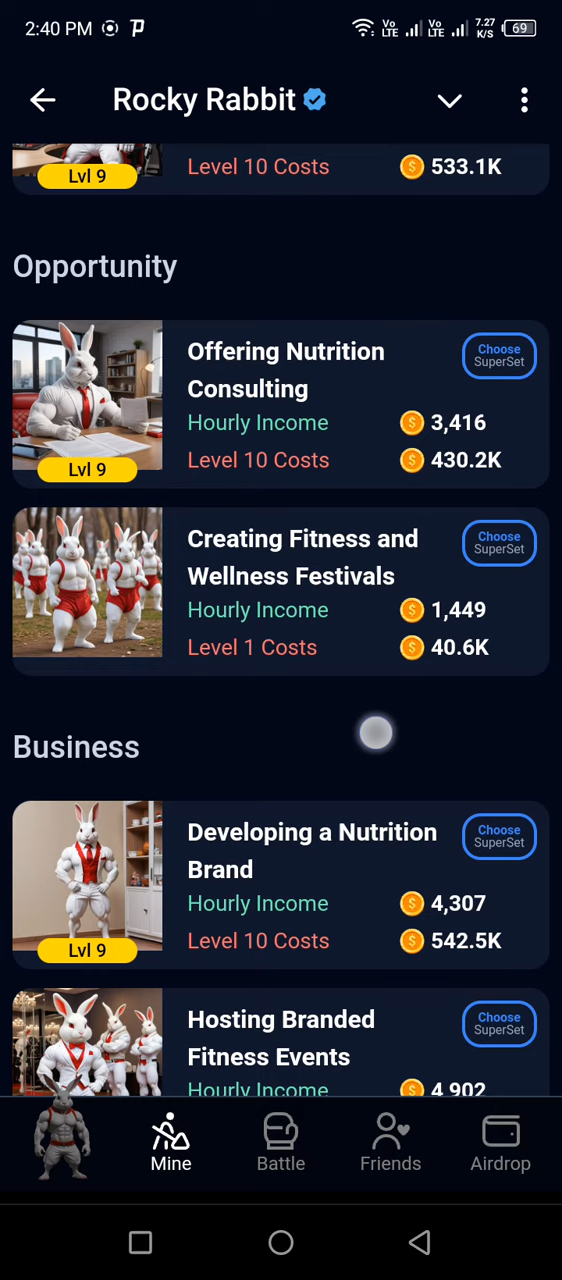 2:40 PM
Vo LTE
Vo LTE
7.27 K/S
69
Rocky Rabbit
Lvl 9
Level 10 Costs
533.1K
Opportunity
Offering Nutrition
Consulting
Choose
SuperSet
Hourly Income
3,416
Level 10 Costs
430.2K
Lvl 9
Creating Fitness and
Wellness Festivals
Choose
SuperSet
Hourly Income
1,449
Level 1 Costs
40.6K
Business
Developing a Nutrition
Brand
Choose
SuperSet
Hourly Income
4,307
Level 10 Costs
542.5K
Lvl 9
Hosting Branded
Fitness Events
Choose
SuperSet
Hourly Income
4,902
Mine
Battle
Friends
Airdrop